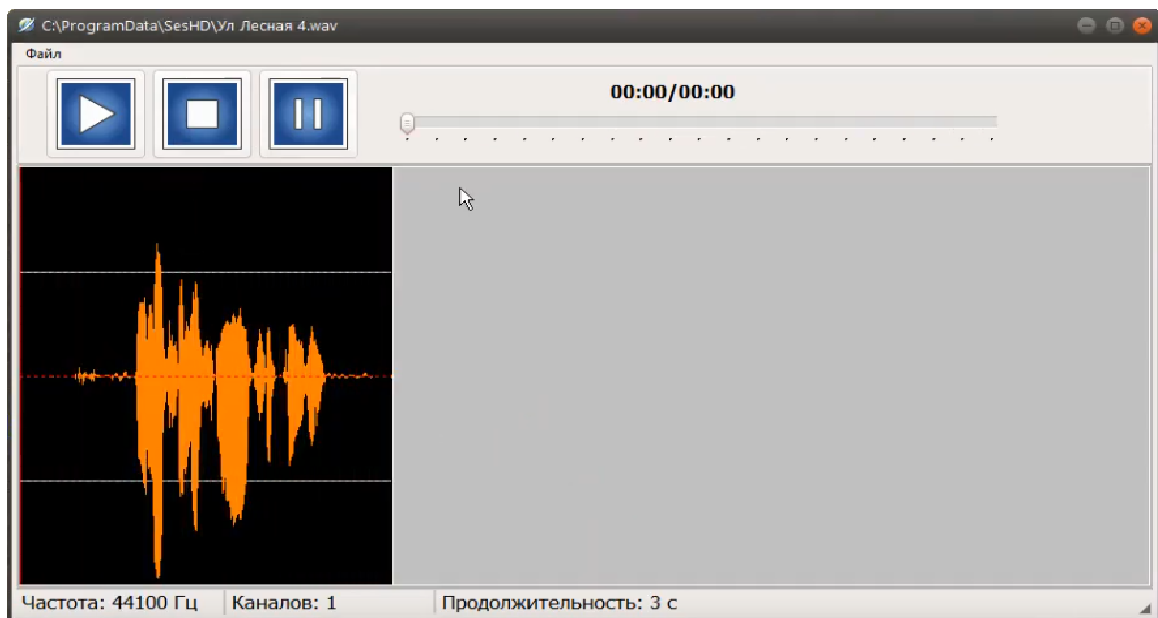 C:\ProgramData\SesHD\Ул Лесная 4.wav
Файл
00:00/00:00
Частота: 44100 Гц Каналов: 1 Продолжительность: 3 с